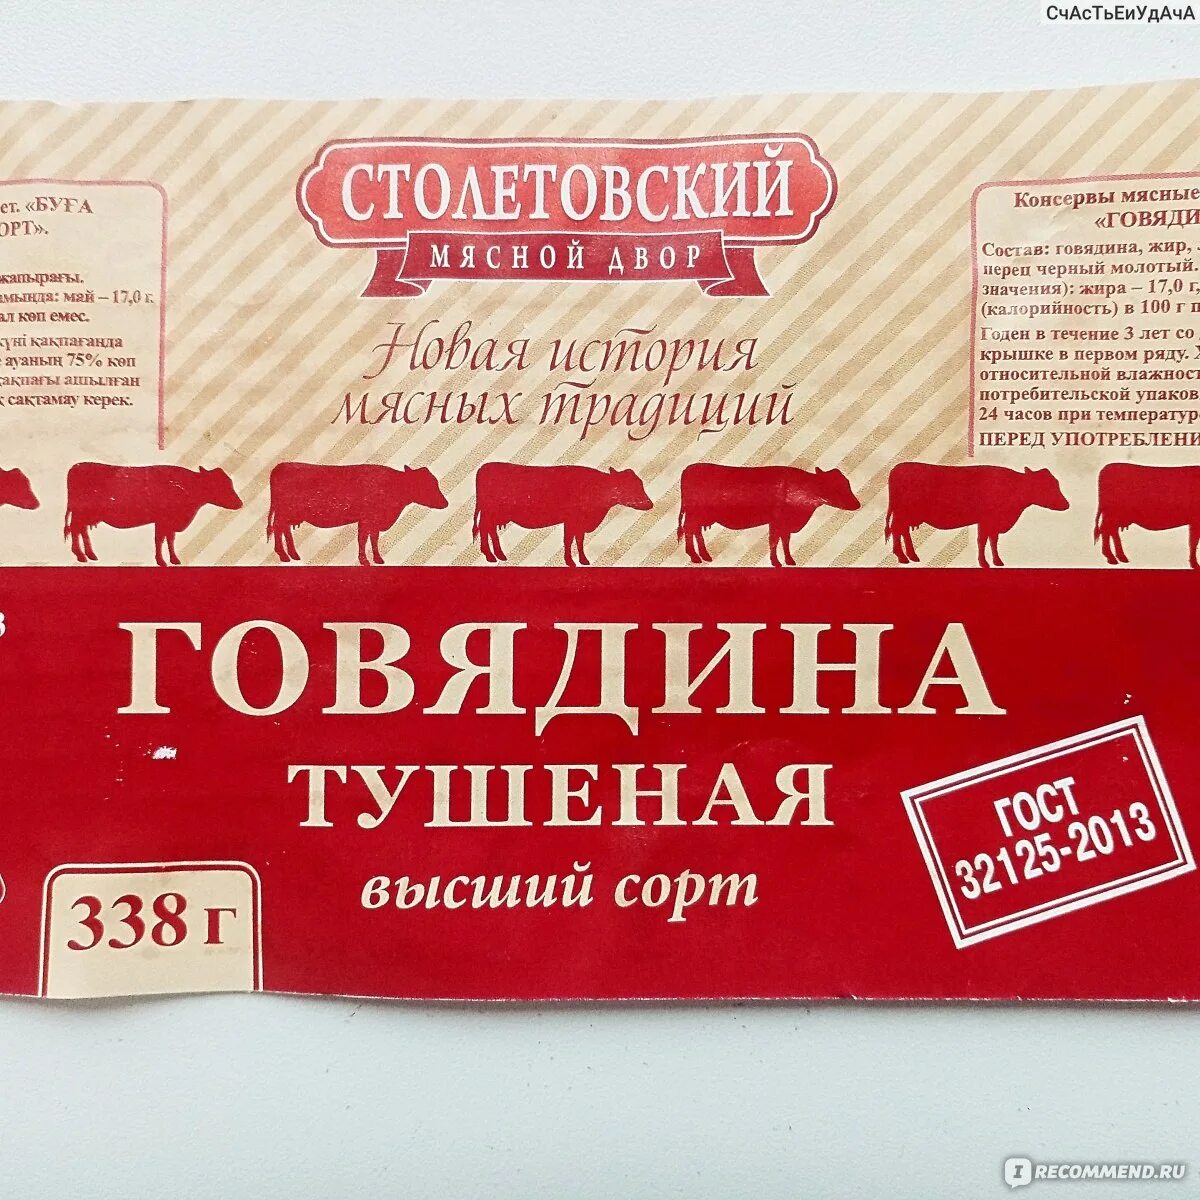 СчАсТьЕиУдАчА
ет. «БУҒА
ОРТ».
жапырағы.
амында: май – 17,0 г.
ал көп емес.
күні қақпағанда
е ауаның 75% көп
қақпағы ашылған
қ сақтамау керек.
СТОЛЕТОВСКИЙ
МЯСНОЙ ДВОР
Новая история
мясных традиций
Консервы мясные
«ГОВЯДИ
Состав: говядина, жир,
перец черный молотый.
значения): жира – 17,0 г,
(калорийность) в 100 г п
Годен в течение 3 лет со
крышке в первом ряду. Х
относительной влажност
потребительской упаков
24 часов при температур
ПЕРЕД УПОТРЕБЛЕНИ
ГОВЯДИНА
ТУШЕНАЯ
высший сорт
338 г
ГОСТ
32125-2013
RECOMMEND.RU